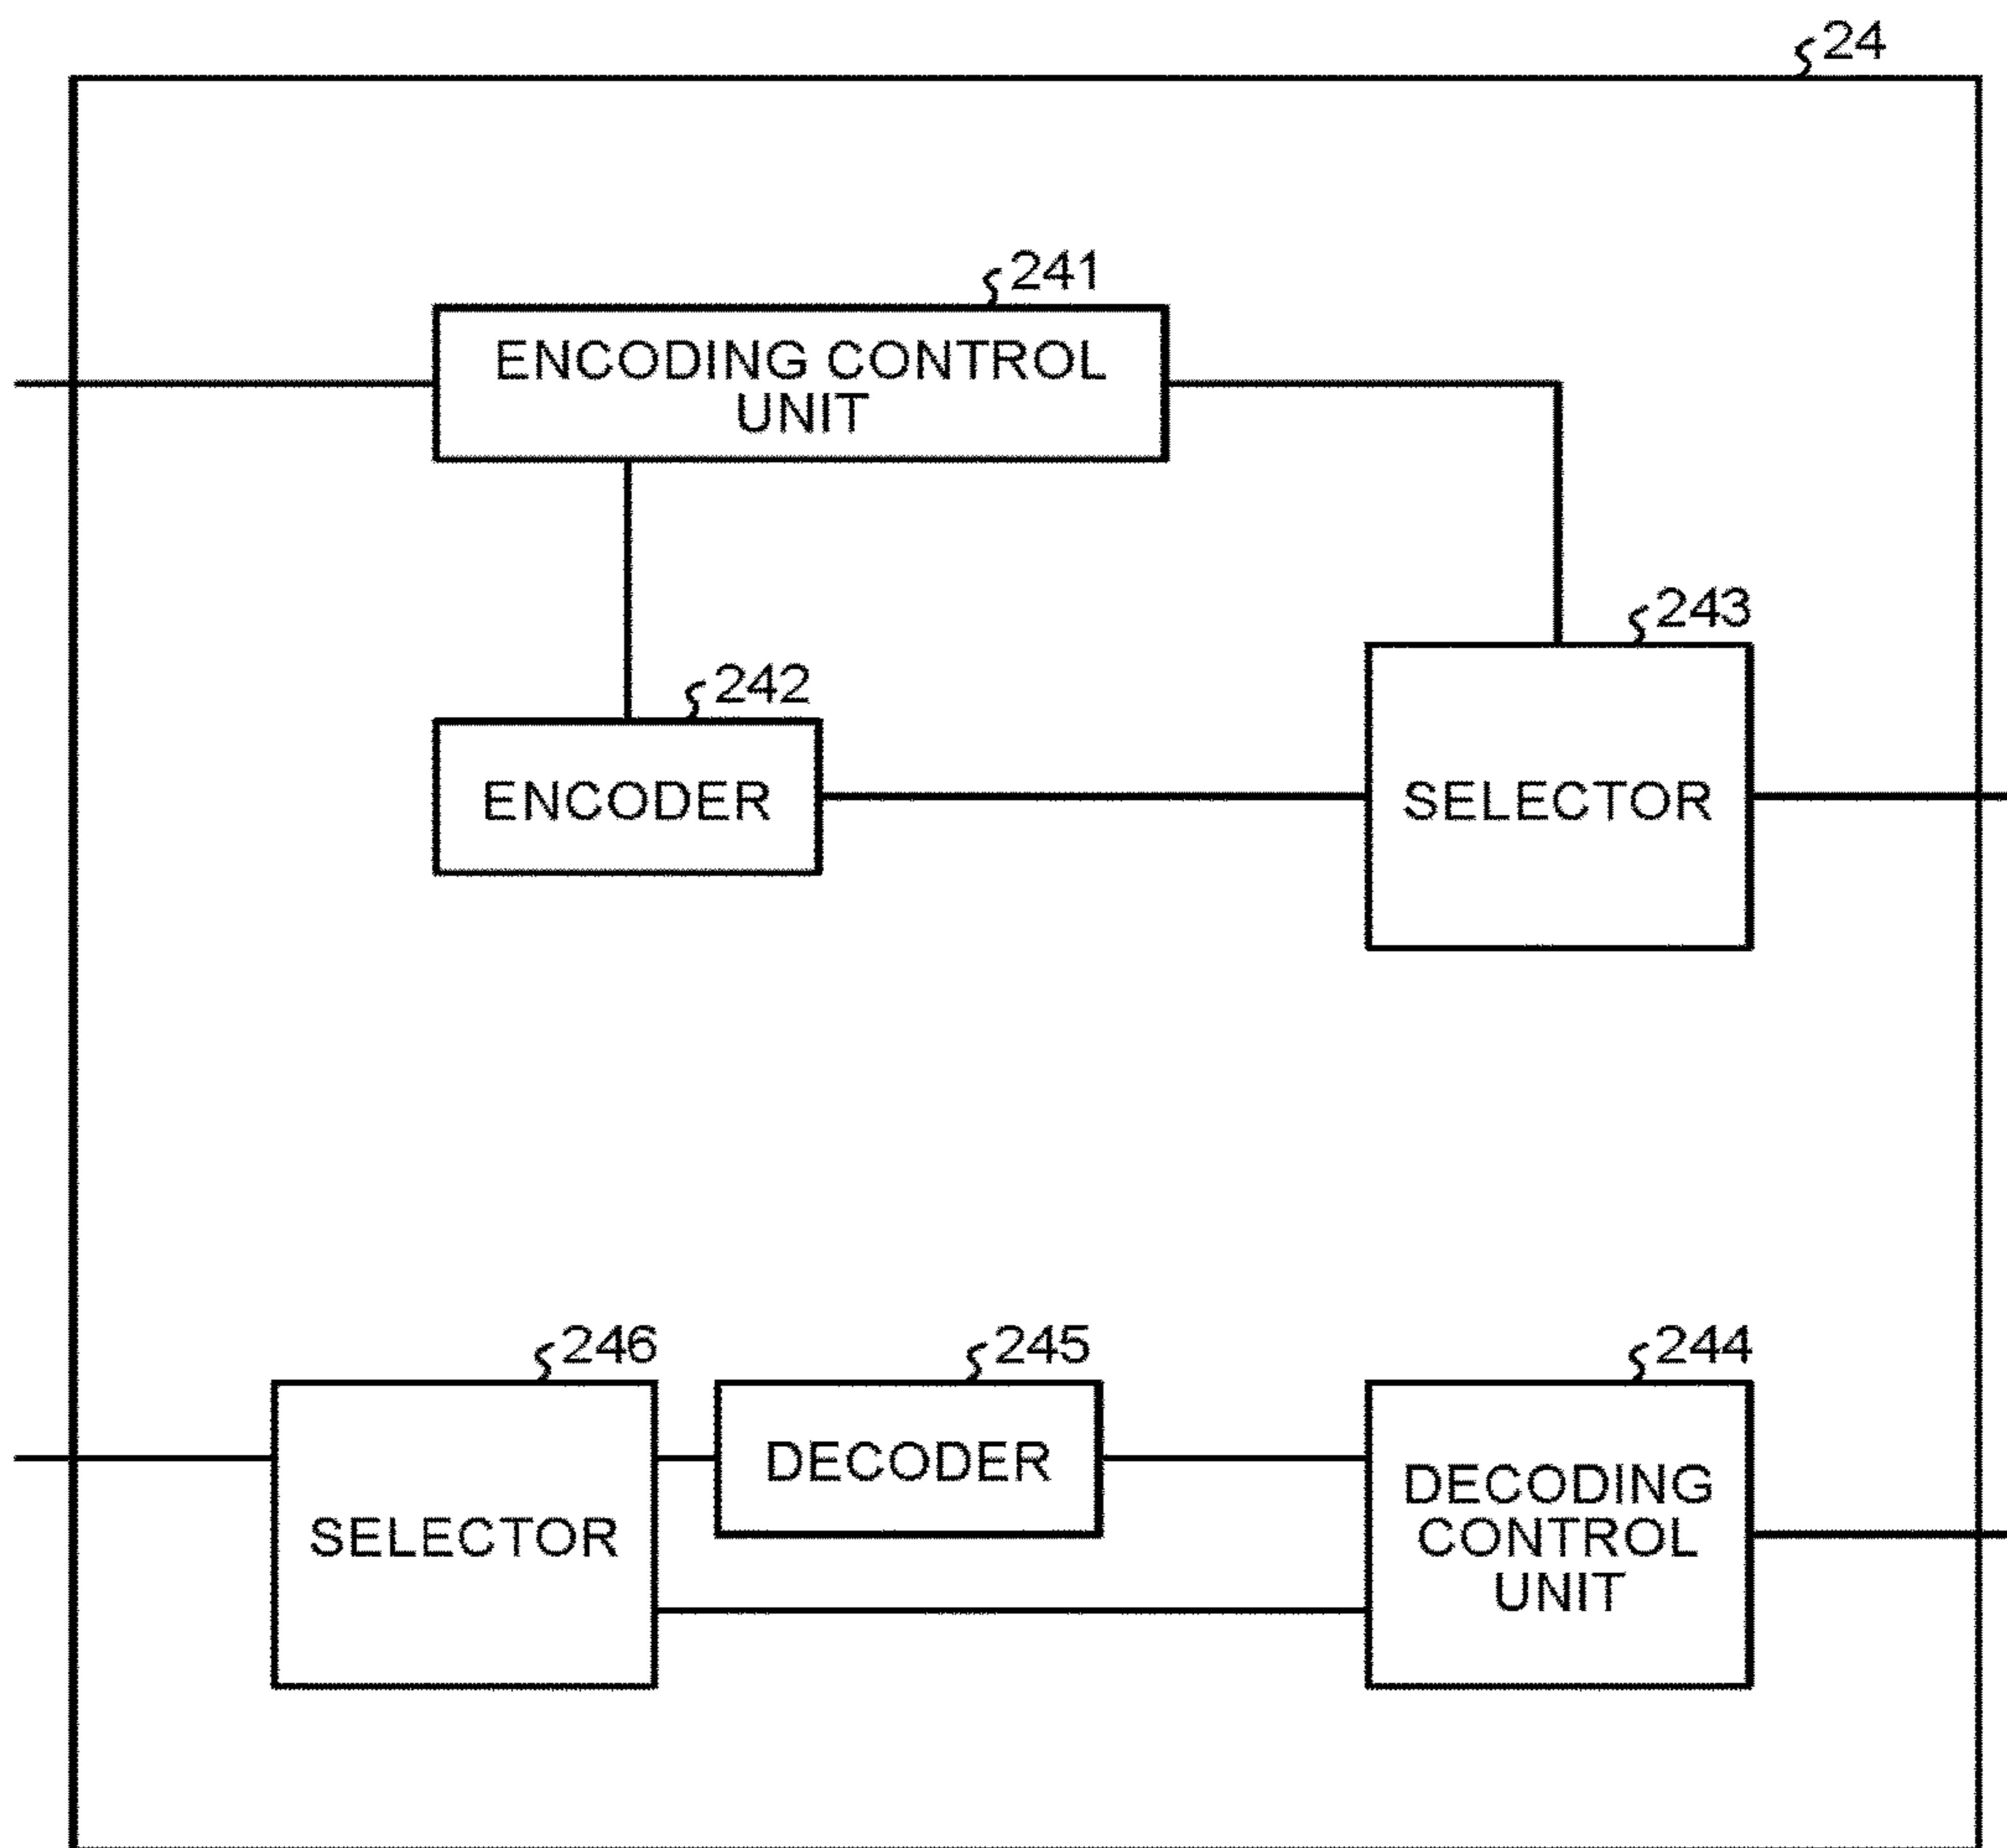 24
241
ENCODING CONTROL
UNIT
243
242
ENCODER
SELECTOR
246
245
244
SELECTOR
DECODER
DECODING
CONTROL
UNIT